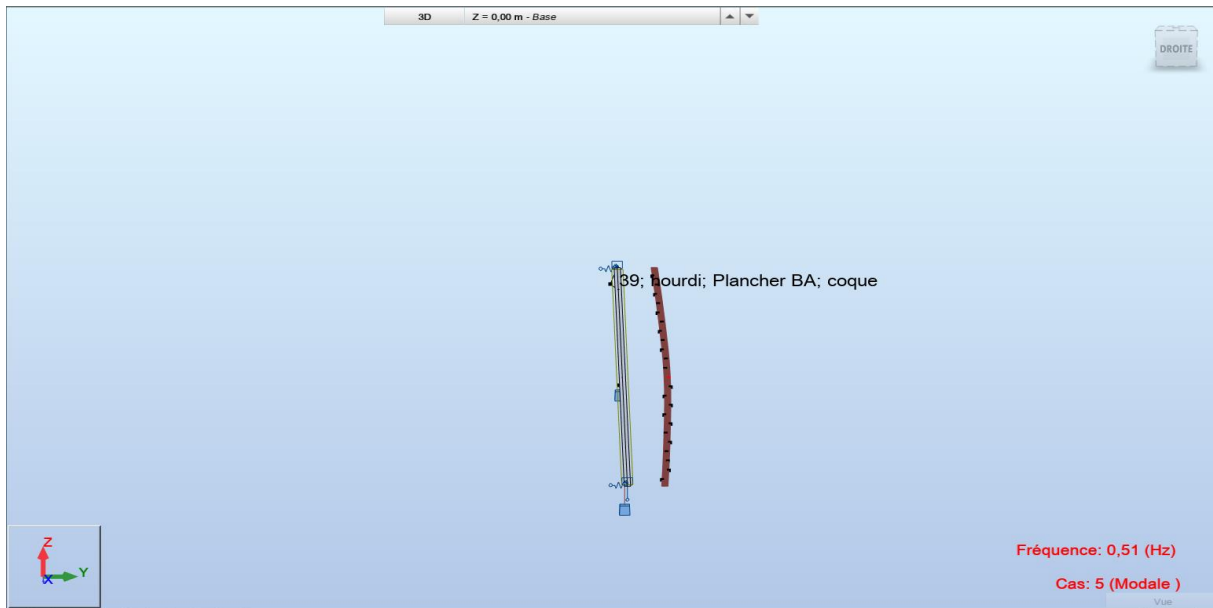 3D Z = 0,00 m - Base
DROITE
39; hourdi; Plancher BA; coque
Z
X Y
Fréquence: 0,51 (Hz)
Cas: 5 (Modale )
Vue